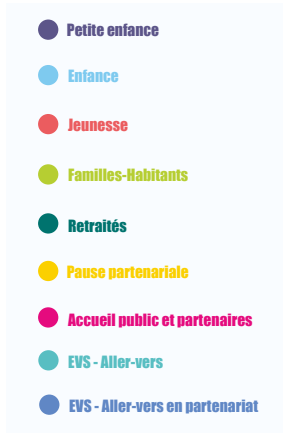 Petite enfance
Enfance
Jeunesse
Familles-Habitants
Retraités
Pause partenariale
Accueil public et partenaires
EVS - Aller-vers
EVS - Aller-vers en partenariat